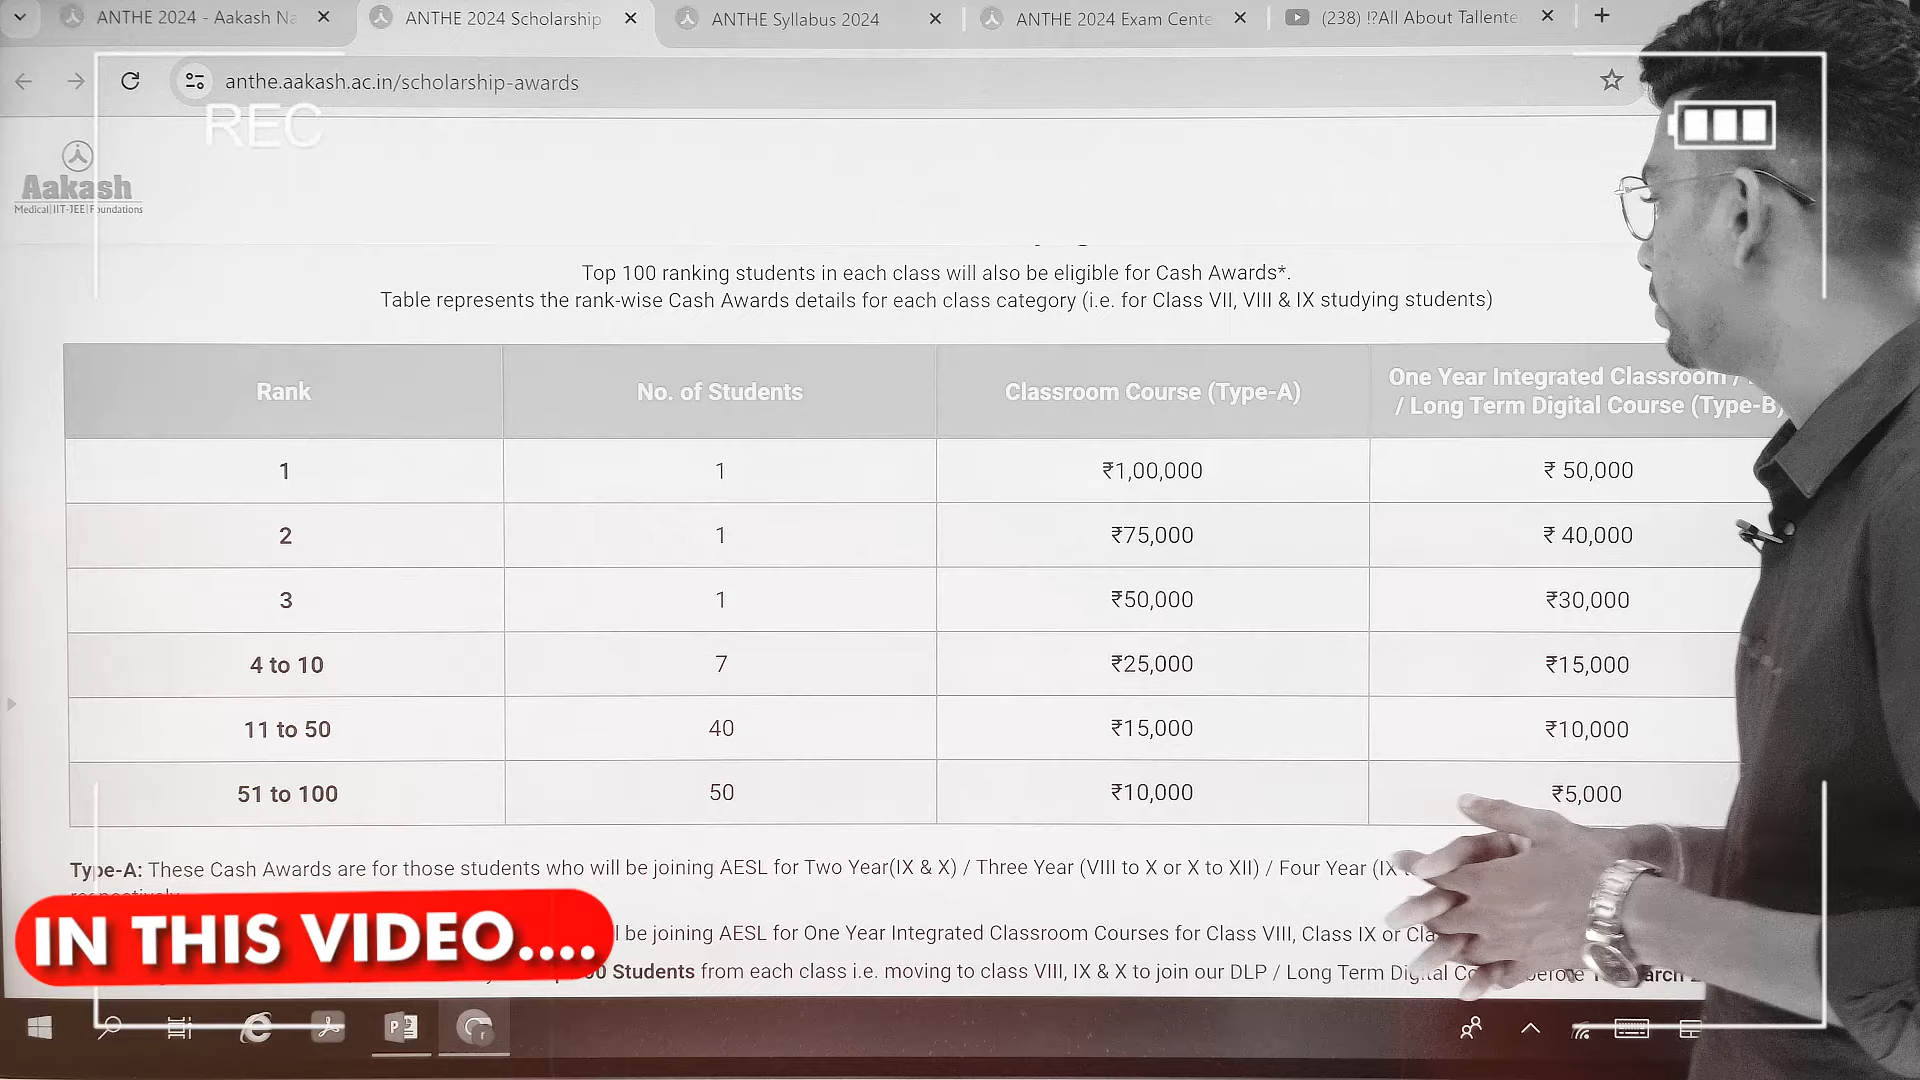 ANTHE 2024 - Aakash Na
ANTHE 2024 Scholarship
ANTHE Syllabus 2024
ANTHE 2024 Exam Cente
(238) !?All About Tallente
anthe.aakash.ac.in/scholarship-awards
REC
Aakash
Medical|IIT-JEE|Foundations
Top 100 ranking students in each class will also be eligible for Cash Awards*.
Table represents the rank-wise Cash Awards details for each class category (i.e. for Class VII, VIII & IX studying students)
Rank No. of Students Classroom Course (Type-A) One Year Integrated Classroom /
/ Long Term Digital Course (Type-B)
1 1 ₹1,00,000 ₹ 50,000
2 1 ₹75,000 ₹ 40,000
3 1 ₹50,000 ₹30,000
4 to 10 7 ₹25,000 ₹15,000
11 to 50 40 ₹15,000 ₹10,000
51 to 100 50 ₹10,000 ₹5,000
Type-A: These Cash Awards are for those students who will be joining AESL for Two Year(IX & X) / Three Year (VIII to X or X to XII) / Four Year (IX
respectively
be joining AESL for One Year Integrated Classroom Courses for Class VIII, Class IX or Cla
Students from each class i.e. moving to class VIII, IX & X to join our DLP / Long Term Digital before
IN THIS VIDEO....